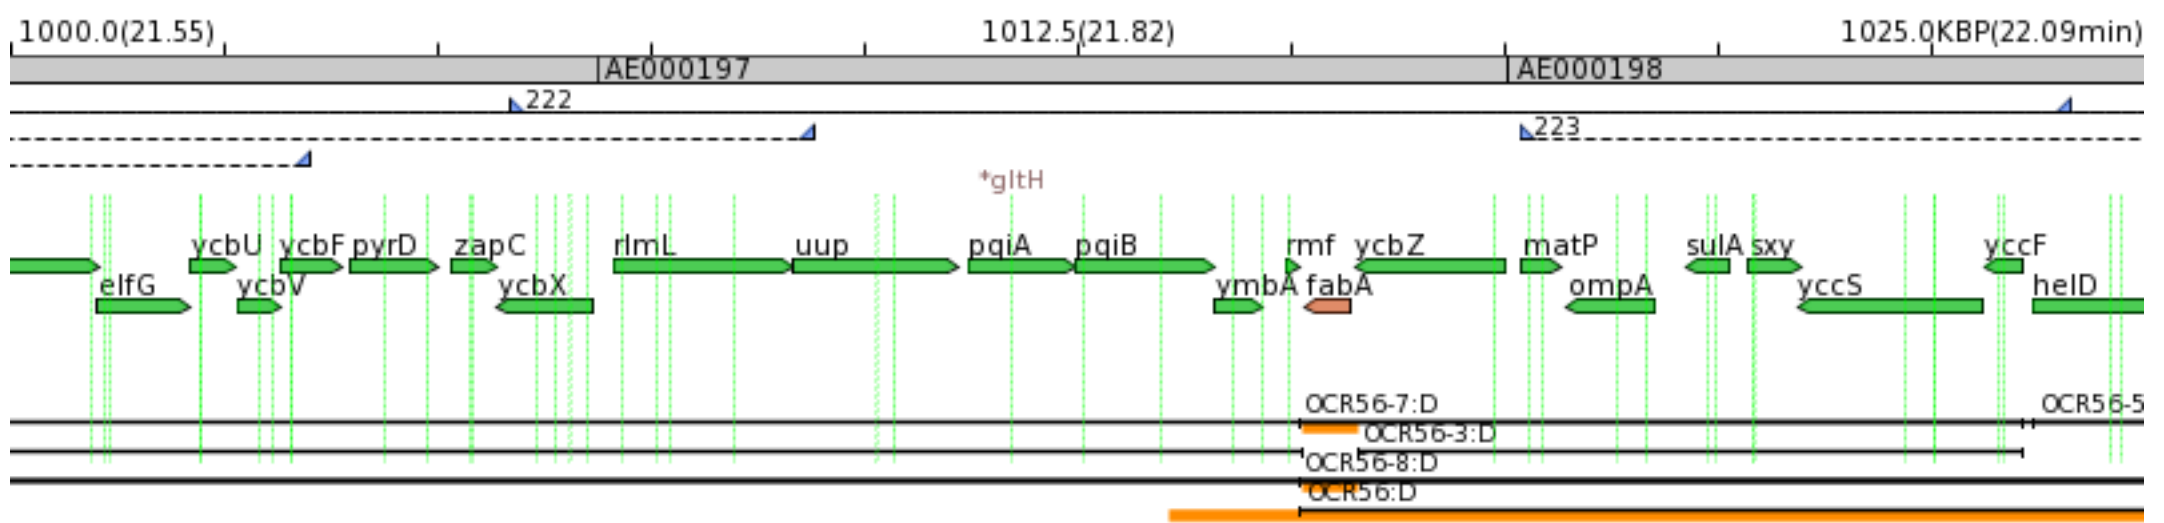 1000.0(21.55) 1012.5(21.82) 1025.0KBP(22.09min)
AE000197 AE000198
222
223
*gltH
ycbU ycbF pyrD zapC rlmL uup pqiA pqiB rmf ycbZ matP sulA sxy yccF
elfG ycbV ycbX ymbA fabA ompA yccS helD
OCR56-7:D OCR56-5
OCR56-3:D
OCR56-8:D
OCR56:D